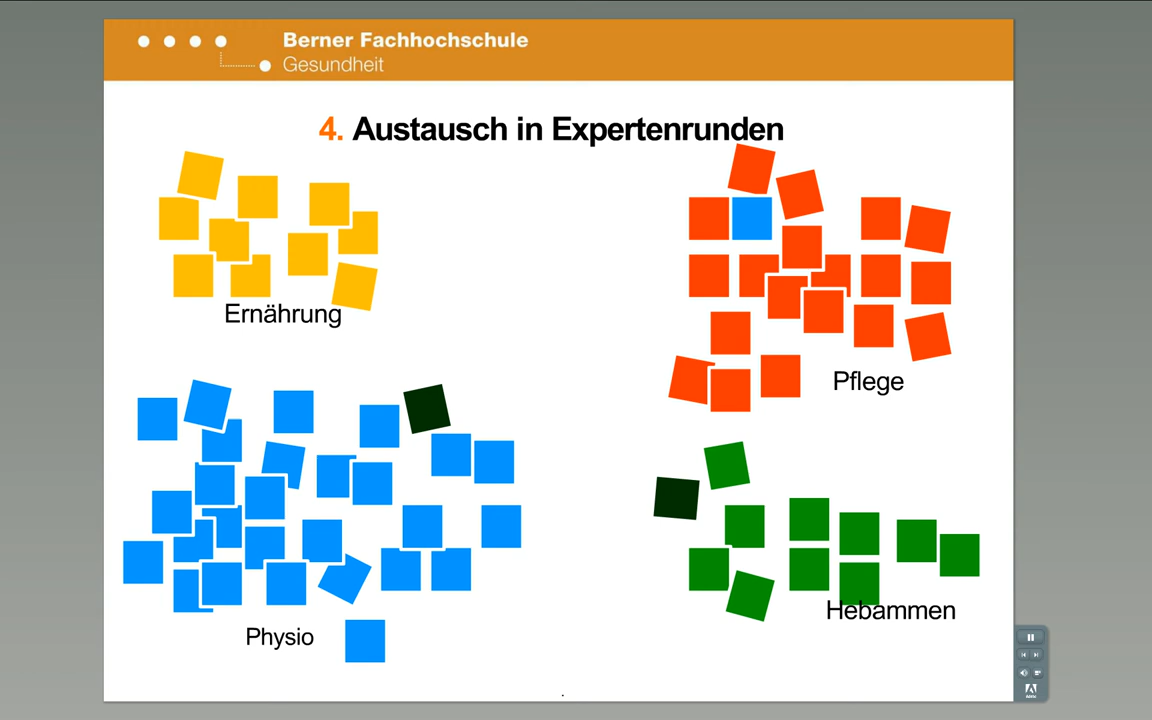 Berner Fachhochschule
Gesundheit
4. Austausch in Expertenrunden
Ernährung
Pflege
Physio
Hebammen